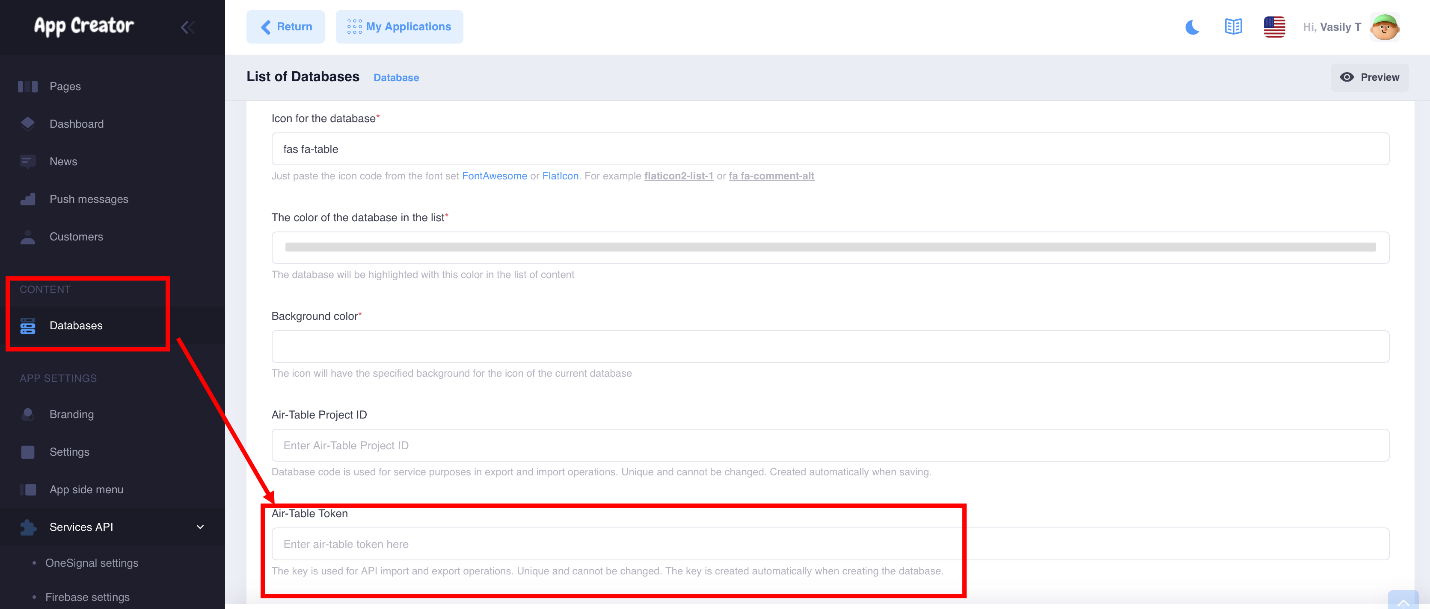 App Creator
Return
My Applications
Hi, Vasily T
List of Databases
Database
Preview
Pages
Dashboard
News
Push messages
Customers
CONTENT
Databases
APP SETTINGS
Branding
Settings
App side menu
Services API
OneSignal settings
Firebase settings
Icon for the database*
fas fa-table
Just paste the icon code from the font set FontAwesome or FlatIcon. For example flaticon2-list-1 or fa fa-comment-alt
The color of the database in the list*
The database will be highlighted with this color in the list of content
Background color*
The icon will have the specified background for the icon of the current database
Air-Table Project ID
Enter Air-Table Project ID
Database code is used for service purposes in export and import operations. Unique and cannot be changed. Created automatically when saving.
Air-Table Token
Enter air-table token here
The key is used for API import and export operations. Unique and cannot be changed. The key is created automatically when creating the database.